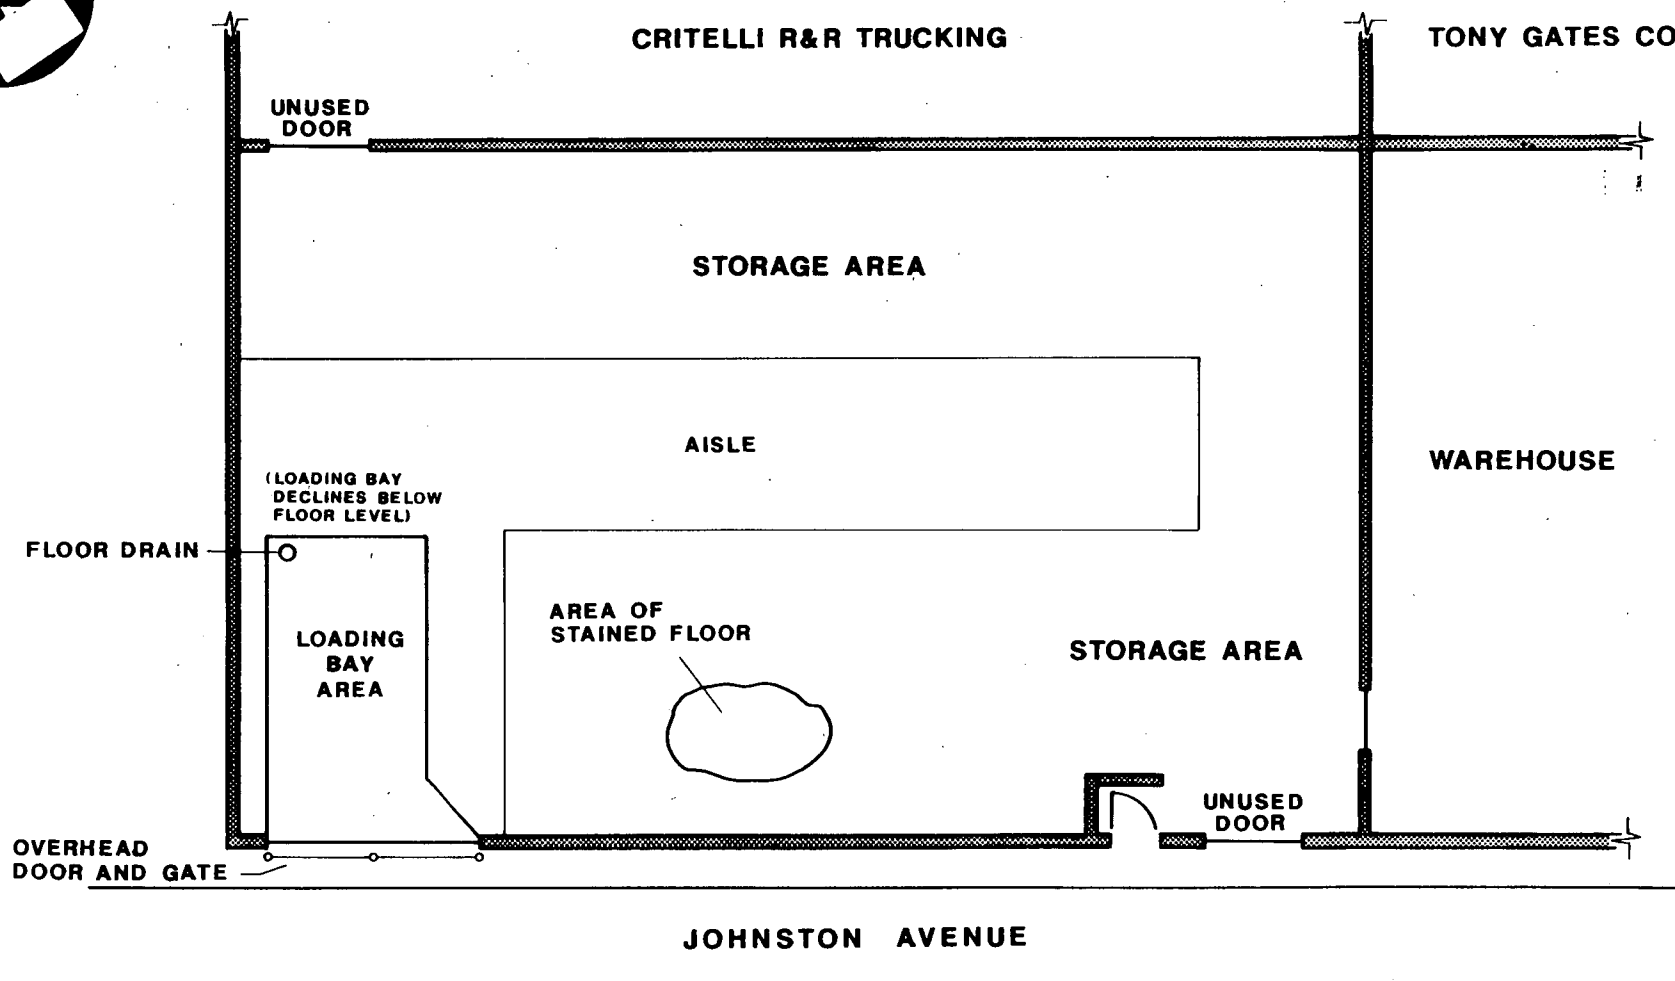 CRITELLI R&R TRUCKING
TONY GATES CO
UNUSED
DOOR
STORAGE AREA
AISLE
WAREHOUSE
(LOADING BAY
DECLINES BELOW
FLOOR LEVEL)
FLOOR DRAIN
AREA OF
STAINED FLOOR
LOADING
BAY
AREA
STORAGE AREA
UNUSED
DOOR
OVERHEAD
DOOR AND GATE
JOHNSTON AVENUE